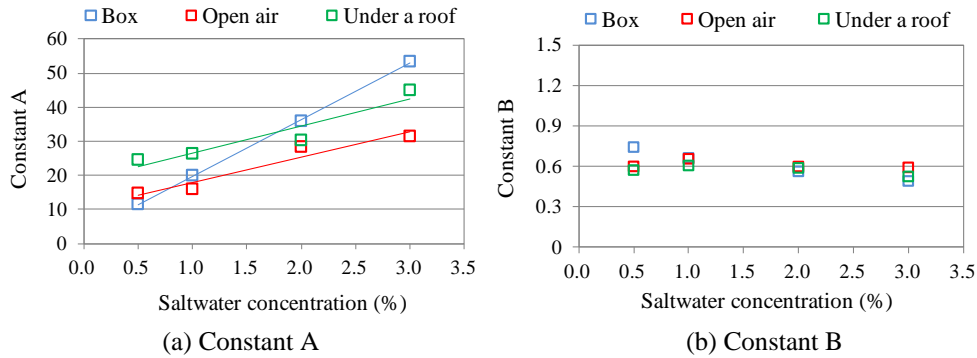 Box Open air Under a roof
60
50
40
30
20
10
0
Constant A
0.0 0.5 1.0 1.5 2.0 2.5 3.0 3.5
Saltwater concentration (%)
(a) Constant A
Box Open air Under a roof
1.5
1.2
0.9
0.6
0.3
0
Constant B
0.0 0.5 1.0 1.5 2.0 2.5 3.0 3.5
Saltwater concentration (%)
(b) Constant B